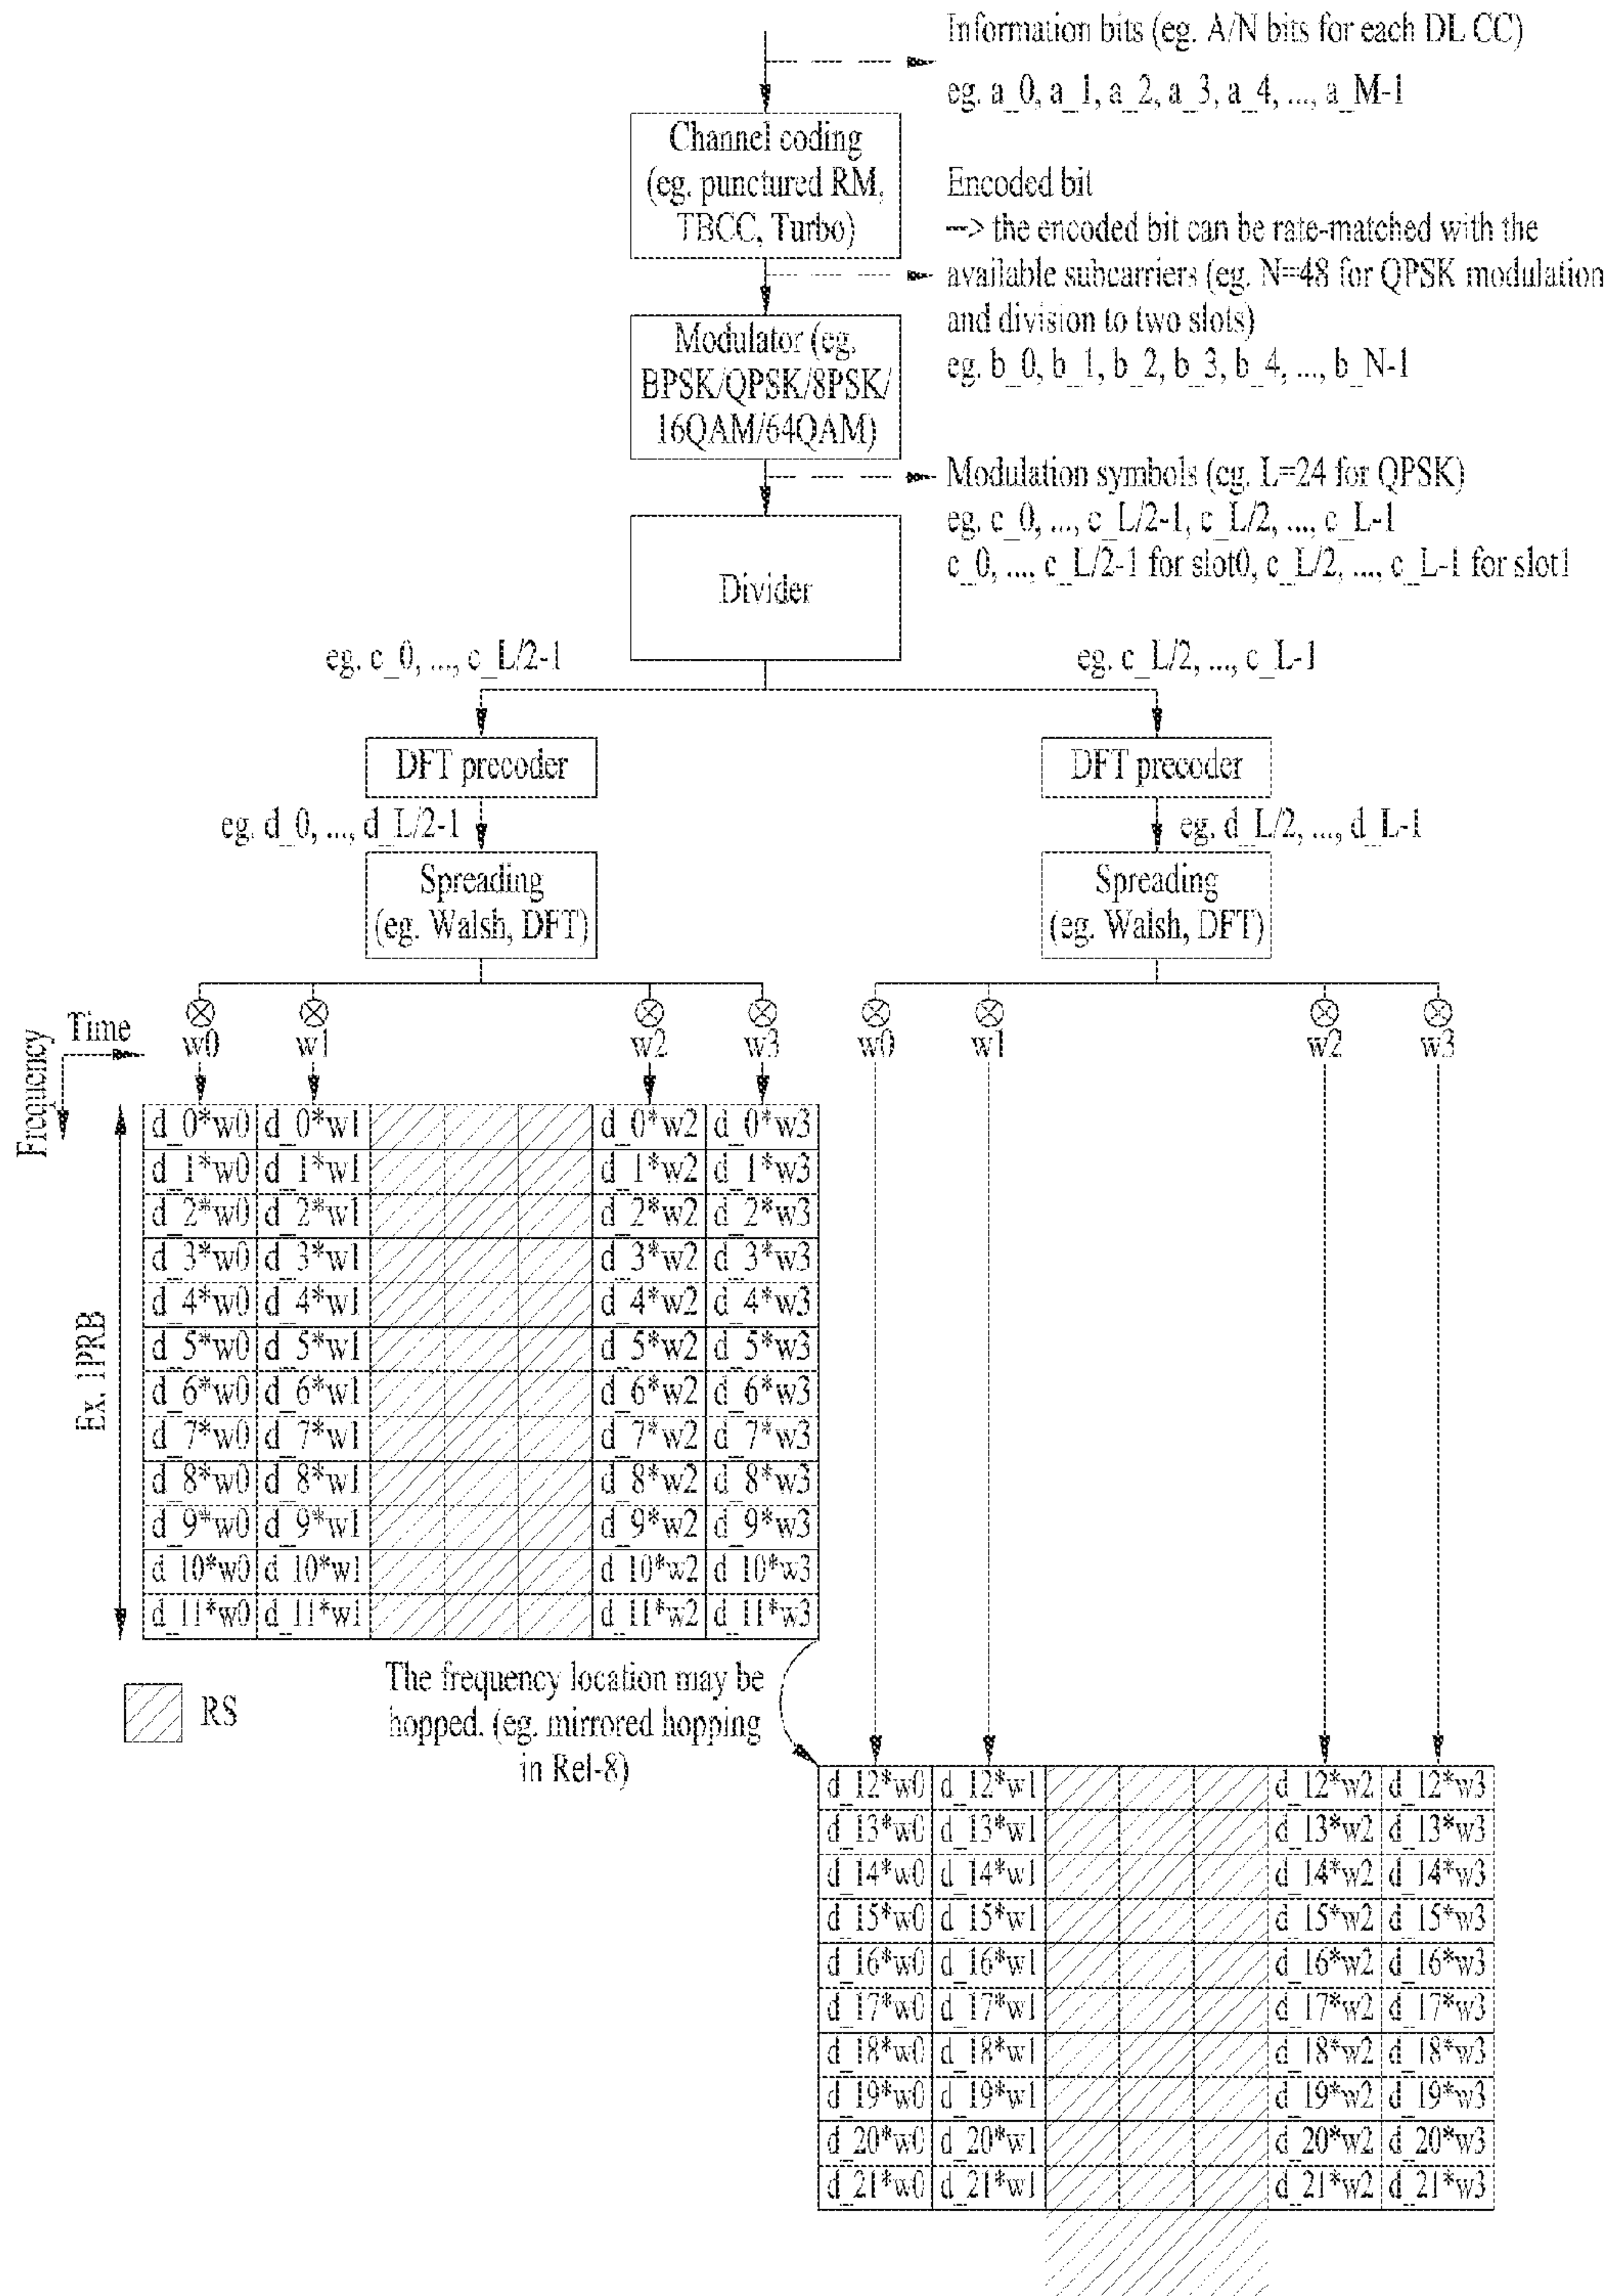 Information bits (eg. A/N bits for each DL CC)
eg. a_0, a_1, a_2, a_3, a_4, ..., a_M-1
Channel coding
(eg. punctured RM,
TBCC, Turbo)
Encoded bit
--> the encoded bit can be rate-matched with the
available subcarriers (eg. N=48 for QPSK modulation
and division to two slots)
eg. b_0, b_1, b_2, b_3, b_4, ..., b_N-1
Modulator (eg.
BPSK/QPSK/8PSK/
16QAM/64QAM)
Modulation symbols (eg. L=24 for QPSK)
eg. c_0, ..., c_L/2-1, c_L/2, ..., c_L-1
c_0, ..., c_L/2-1 for slot0, c_L/2, ..., c_L-1 for slot1
Divider
eg. c_0, ..., c_L/2-1
eg. c_L/2, ..., c_L-1
DFT precoder
DFT precoder
eg. d_0, ..., d_L/2-1
eg. d_L/2, ..., d_L-1
Spreading
(eg. Walsh, DFT)
Spreading
(eg. Walsh, DFT)
Time
Frequency
w0 w1 w2 w3 w0 w1 w2 w3
d_0*w0 d_0*w1 d_0*w2 d_0*w3
d_1*w0 d_1*w1 d_1*w2 d_1*w3
d_2*w0 d_2*w1 d_2*w2 d_2*w3
d_3*w0 d_3*w1 d_3*w2 d_3*w3
d_4*w0 d_4*w1 d_4*w2 d_4*w3
d_5*w0 d_5*w1 d_5*w2 d_5*w3
d_6*w0 d_6*w1 d_6*w2 d_6*w3
d_7*w0 d_7*w1 d_7*w2 d_7*w3
d_8*w0 d_8*w1 d_8*w2 d_8*w3
d_9*w0 d_9*w1 d_9*w2 d_9*w3
d_10*w0 d_10*w1 d_10*w2 d_10*w3
d_11*w0 d_11*w1 d_11*w2 d_11*w3
Ex. 1PRB
RS
The frequency location may be
hopped. (eg. mirrored hopping
in Rel-8)
d_12*w0 d_12*w1 d_12*w2 d_12*w3
d_13*w0 d_13*w1 d_13*w2 d_13*w3
d_14*w0 d_14*w1 d_14*w2 d_14*w3
d_15*w0 d_15*w1 d_15*w2 d_15*w3
d_16*w0 d_16*w1 d_16*w2 d_16*w3
d_17*w0 d_17*w1 d_17*w2 d_17*w3
d_18*w0 d_18*w1 d_18*w2 d_18*w3
d_19*w0 d_19*w1 d_19*w2 d_19*w3
d_20*w0 d_20*w1 d_20*w2 d_20*w3
d_21*w0 d_21*w1 d_21*w2 d_21*w3